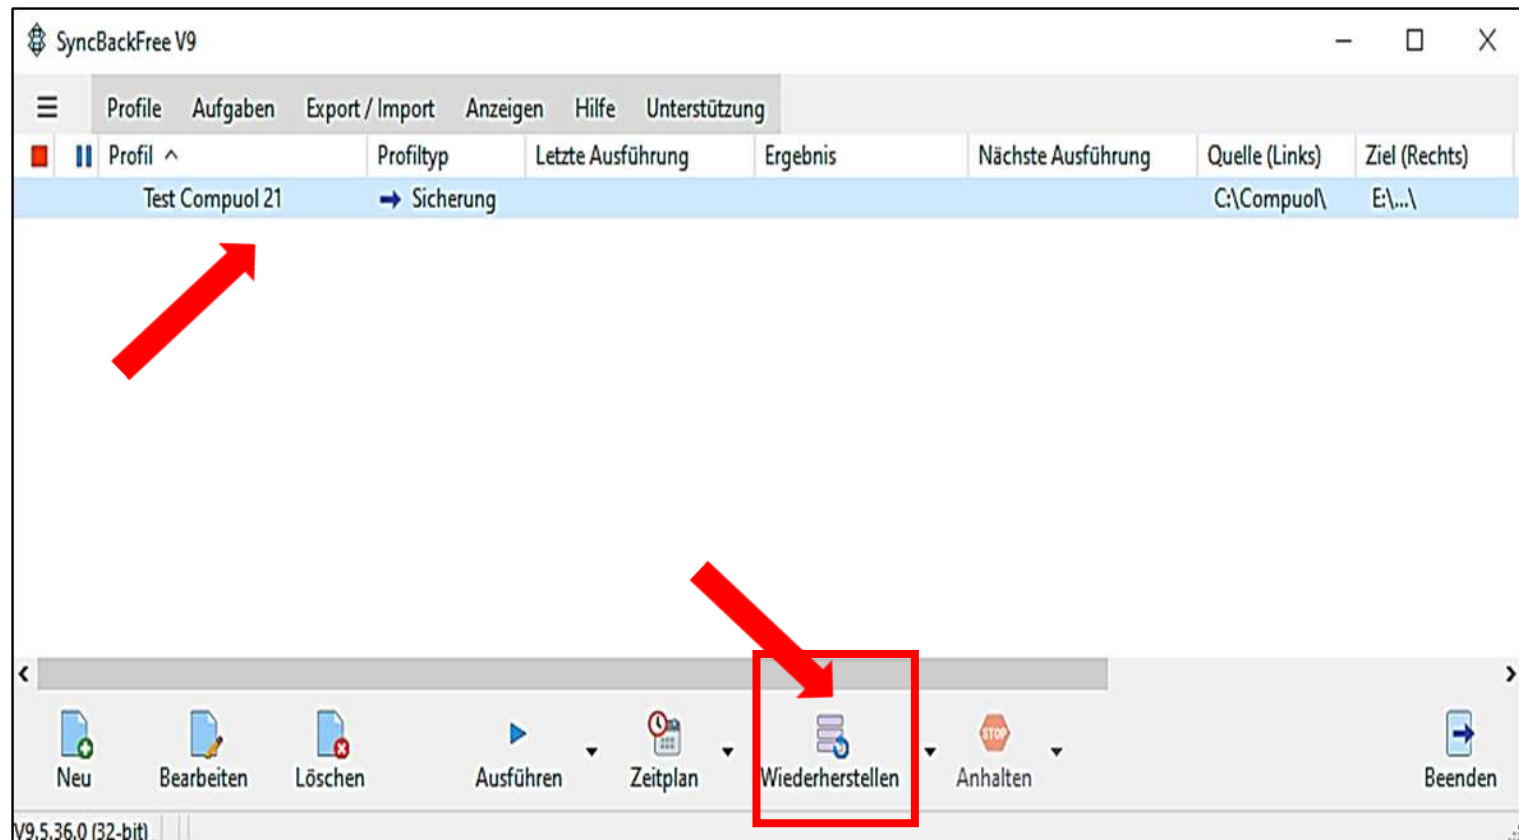 SyncBackFree V9
Profile Aufgaben Export / Import Anzeigen Hilfe Unterstützung
Profil Profiltyp Letzte Ausführung Ergebnis Nächste Ausführung Quelle (Links) Ziel (Rechts)
Test Compuol 21 Sicherung C:\Compuol\ E:\...\
STOP
Neu Bearbeiten Löschen Ausführen Zeitplan Wiederherstellen Anhalten Beenden
V9.5.36.0 (32-bit)